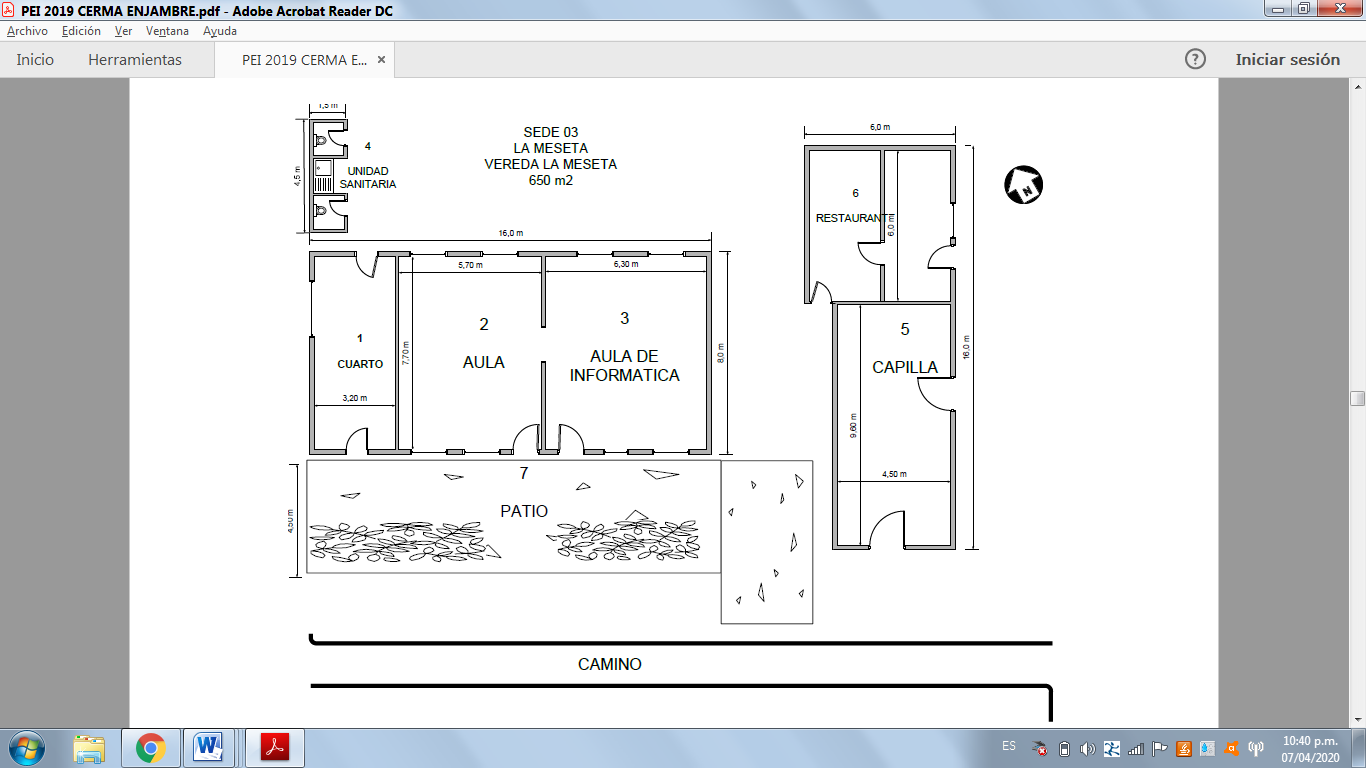 PEI 2019 CERMA ENJAMBRE.pdf - Adobe Acrobat Reader DC
Archivo Edición Ver Ventana Ayuda
Inicio Herramientas PEI 2019 CERMA E... × ? Iniciar sesión
1,5 m
4
UNIDAD
SANITARIA
4,5 m
SEDE 03
LA MESETA
VEREDA LA MESETA
650 m2
6,0 m
N
6
RESTAURANTE
6,0 m
16,0 m
5,70 m
6,30 m
1
CUARTO
3,20 m
7,70 m
2
AULA
3
AULA DE
INFORMATICA
8,0 m
5
CAPILLA
9,60 m
4,50 m
16,0 m
7
PATIO
4,50 m
CAMINO
ES
10:40 p.m.
07/04/2020